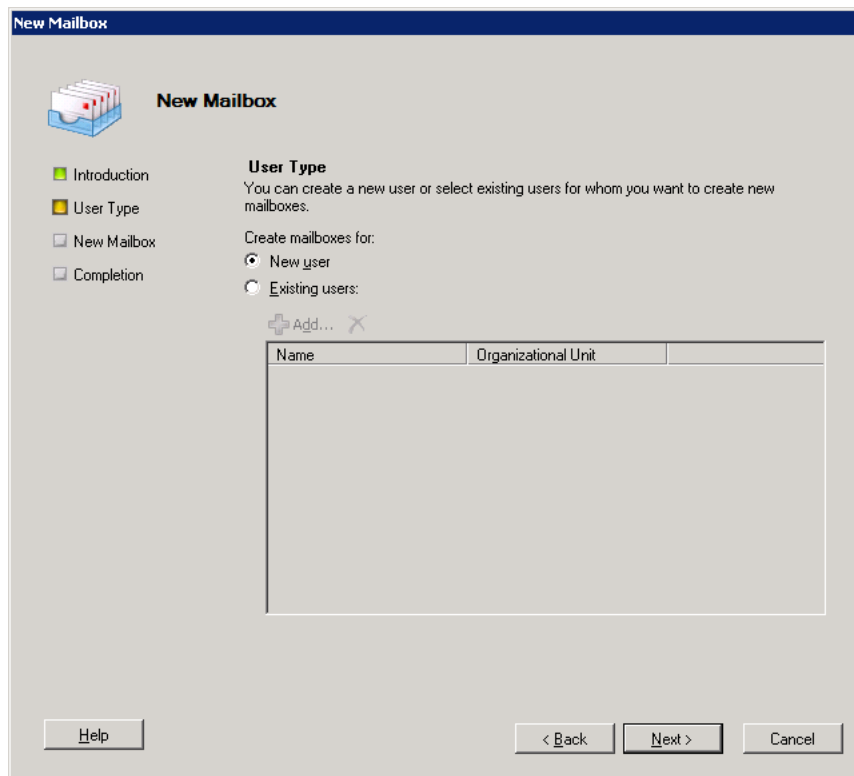 New Mailbox
New Mailbox
Introduction
User Type
New Mailbox
Completion
User Type
You can create a new user or select existing users for whom you want to create new
mailboxes.
Create mailboxes for:
New user
Existing users:
Add...
Name Organizational Unit
Help < Back Next > Cancel